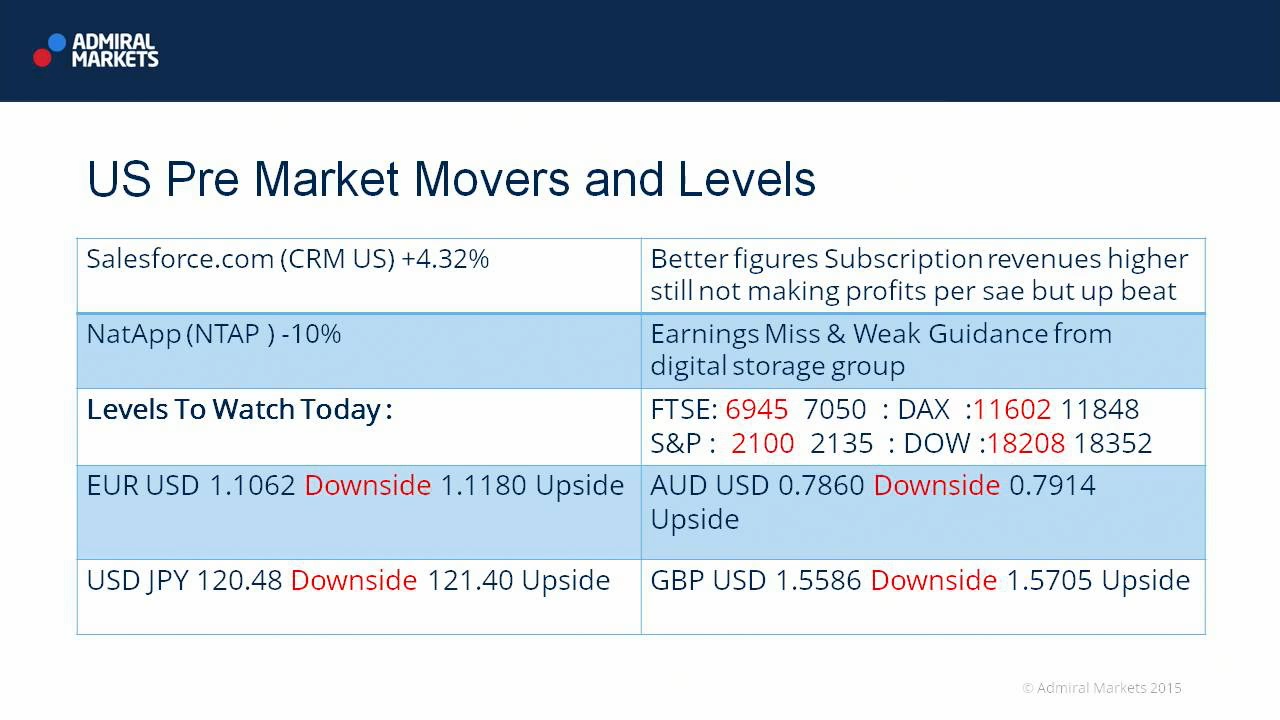 ADMIRAL
MARKETS
US Pre Market Movers and Levels
Salesforce.com (CRM US) +4.32%
Better figures Subscription revenues higher
still not making profits per sae but up beat
NatApp (NTAP ) -10%
Earnings Miss & Weak Guidance from
digital storage group
Levels To Watch Today :
FTSE: 6945 7050 : DAX :11602 11848
S&P : 2100 2135 : DOW :18208 18352
EUR USD 1.1062 Downside 1.1180 Upside
AUD USD 0.7860 Downside 0.7914
Upside
USD JPY 120.48 Downside 121.40 Upside
GBP USD 1.5586 Downside 1.5705 Upside
© Admiral Markets 2015